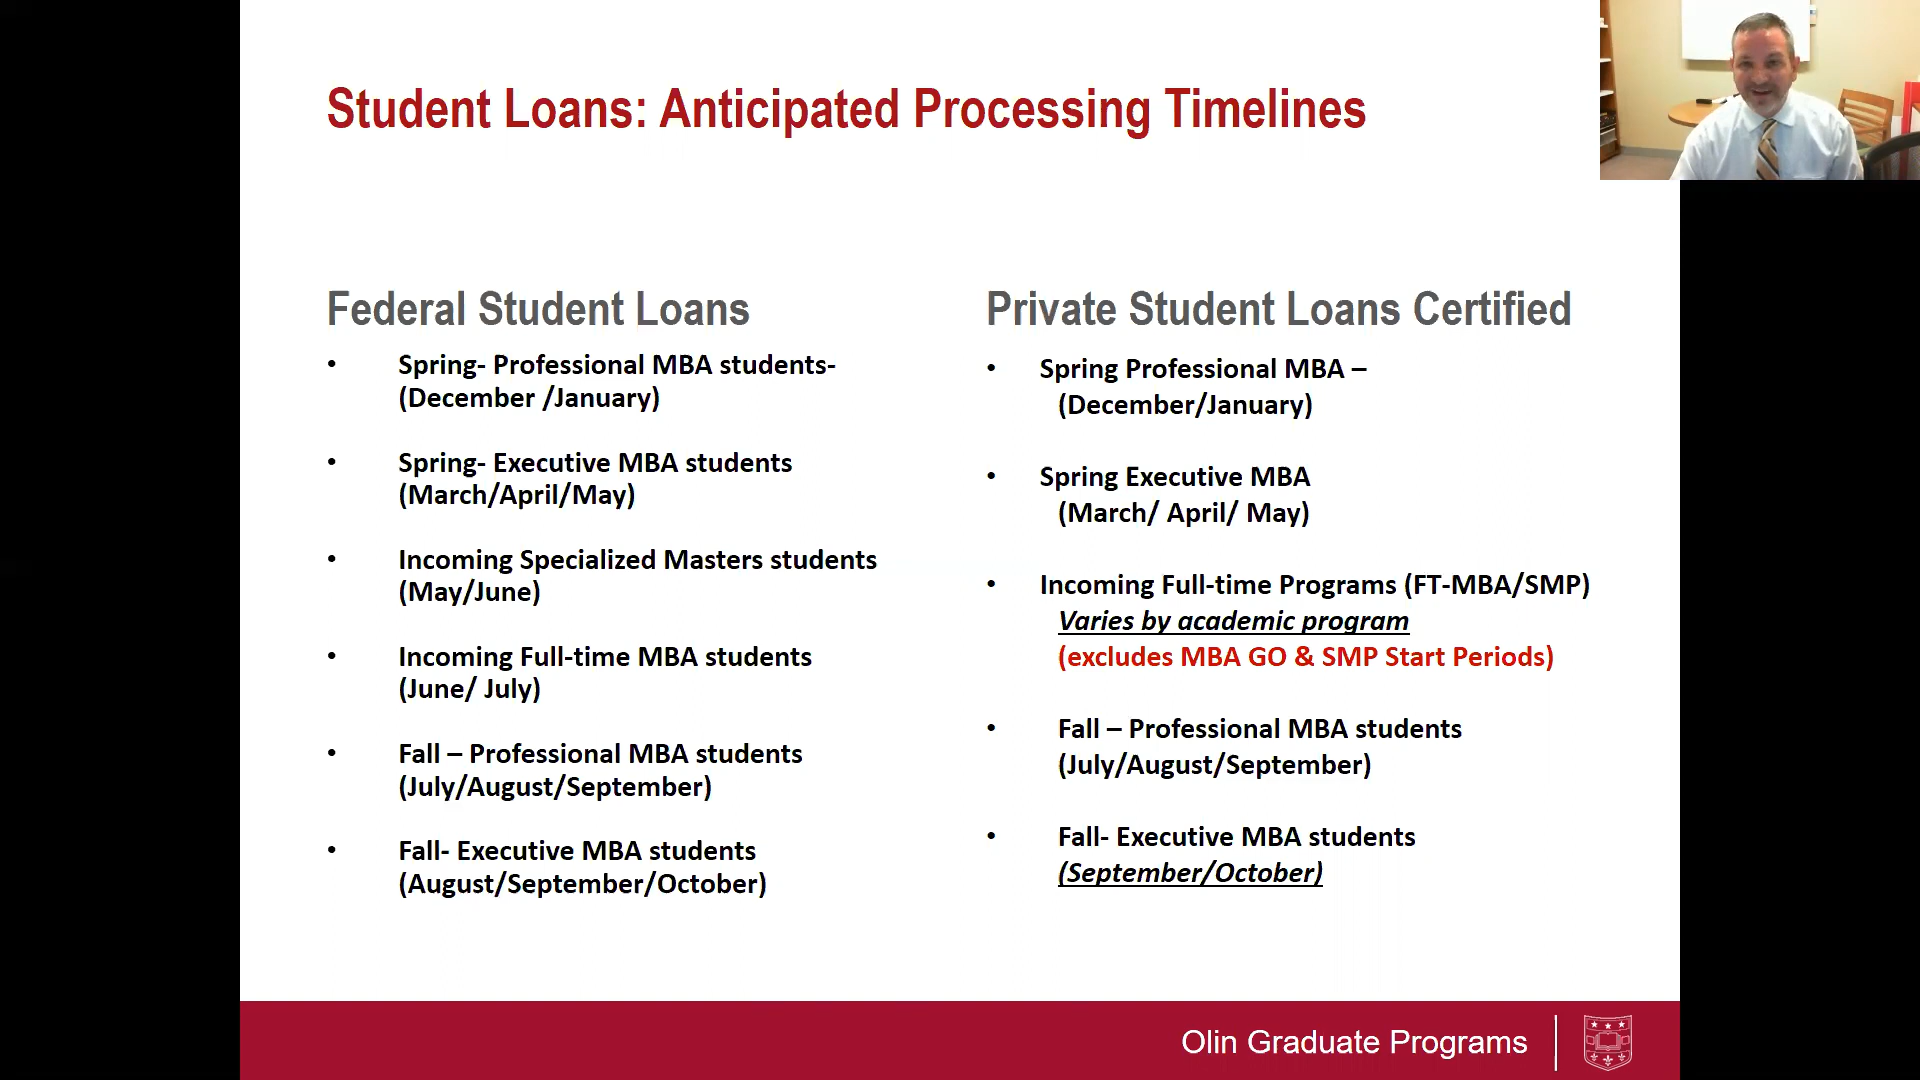 Student Loans: Anticipated Processing Timelines
Federal Student Loans
• Spring- Professional MBA students-
(December /January)
• Spring- Executive MBA students
(March/April/May)
• Incoming Specialized Masters students
(May/June)
• Incoming Full-time MBA students
(June/ July)
• Fall – Professional MBA students
(July/August/September)
• Fall- Executive MBA students
(August/September/October)
Private Student Loans Certified
• Spring Professional MBA –
(December/January)
• Spring Executive MBA
(March/ April/ May)
• Incoming Full-time Programs (FT-MBA/SMP)
Varies by academic program
(excludes MBA GO & SMP Start Periods)
• Fall – Professional MBA students
(July/August/September)
• Fall- Executive MBA students
(September/October)
Olin Graduate Programs